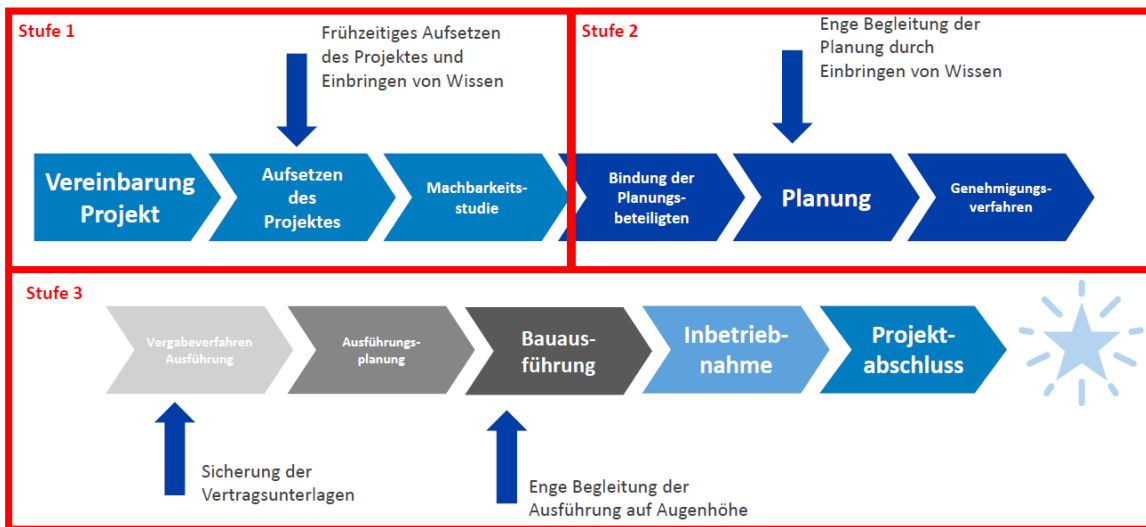 Stufe 1
Frühzeitiges Aufsetzen
des Projektes und
Einbringen von Wissen
Vereinbarung
Projekt
Aufsetzen
des
Projektes
Machbarkeits-
studie
Stufe 2
Enge Begleitung der
Planung durch
Einbringen von Wissen
Bindung der
Planungs-
beteiligten
Planung
Genehmigungs-
verfahren
Stufe 3
Vergabeverfahren
Ausführung
Ausführungs-
planung
Bauaus-
führung
Inbetrieb-
nahme
Projekt-
abschluss
Sicherung der
Vertragsunterlagen
Enge Begleitung der
Ausführung auf Augenhöhe